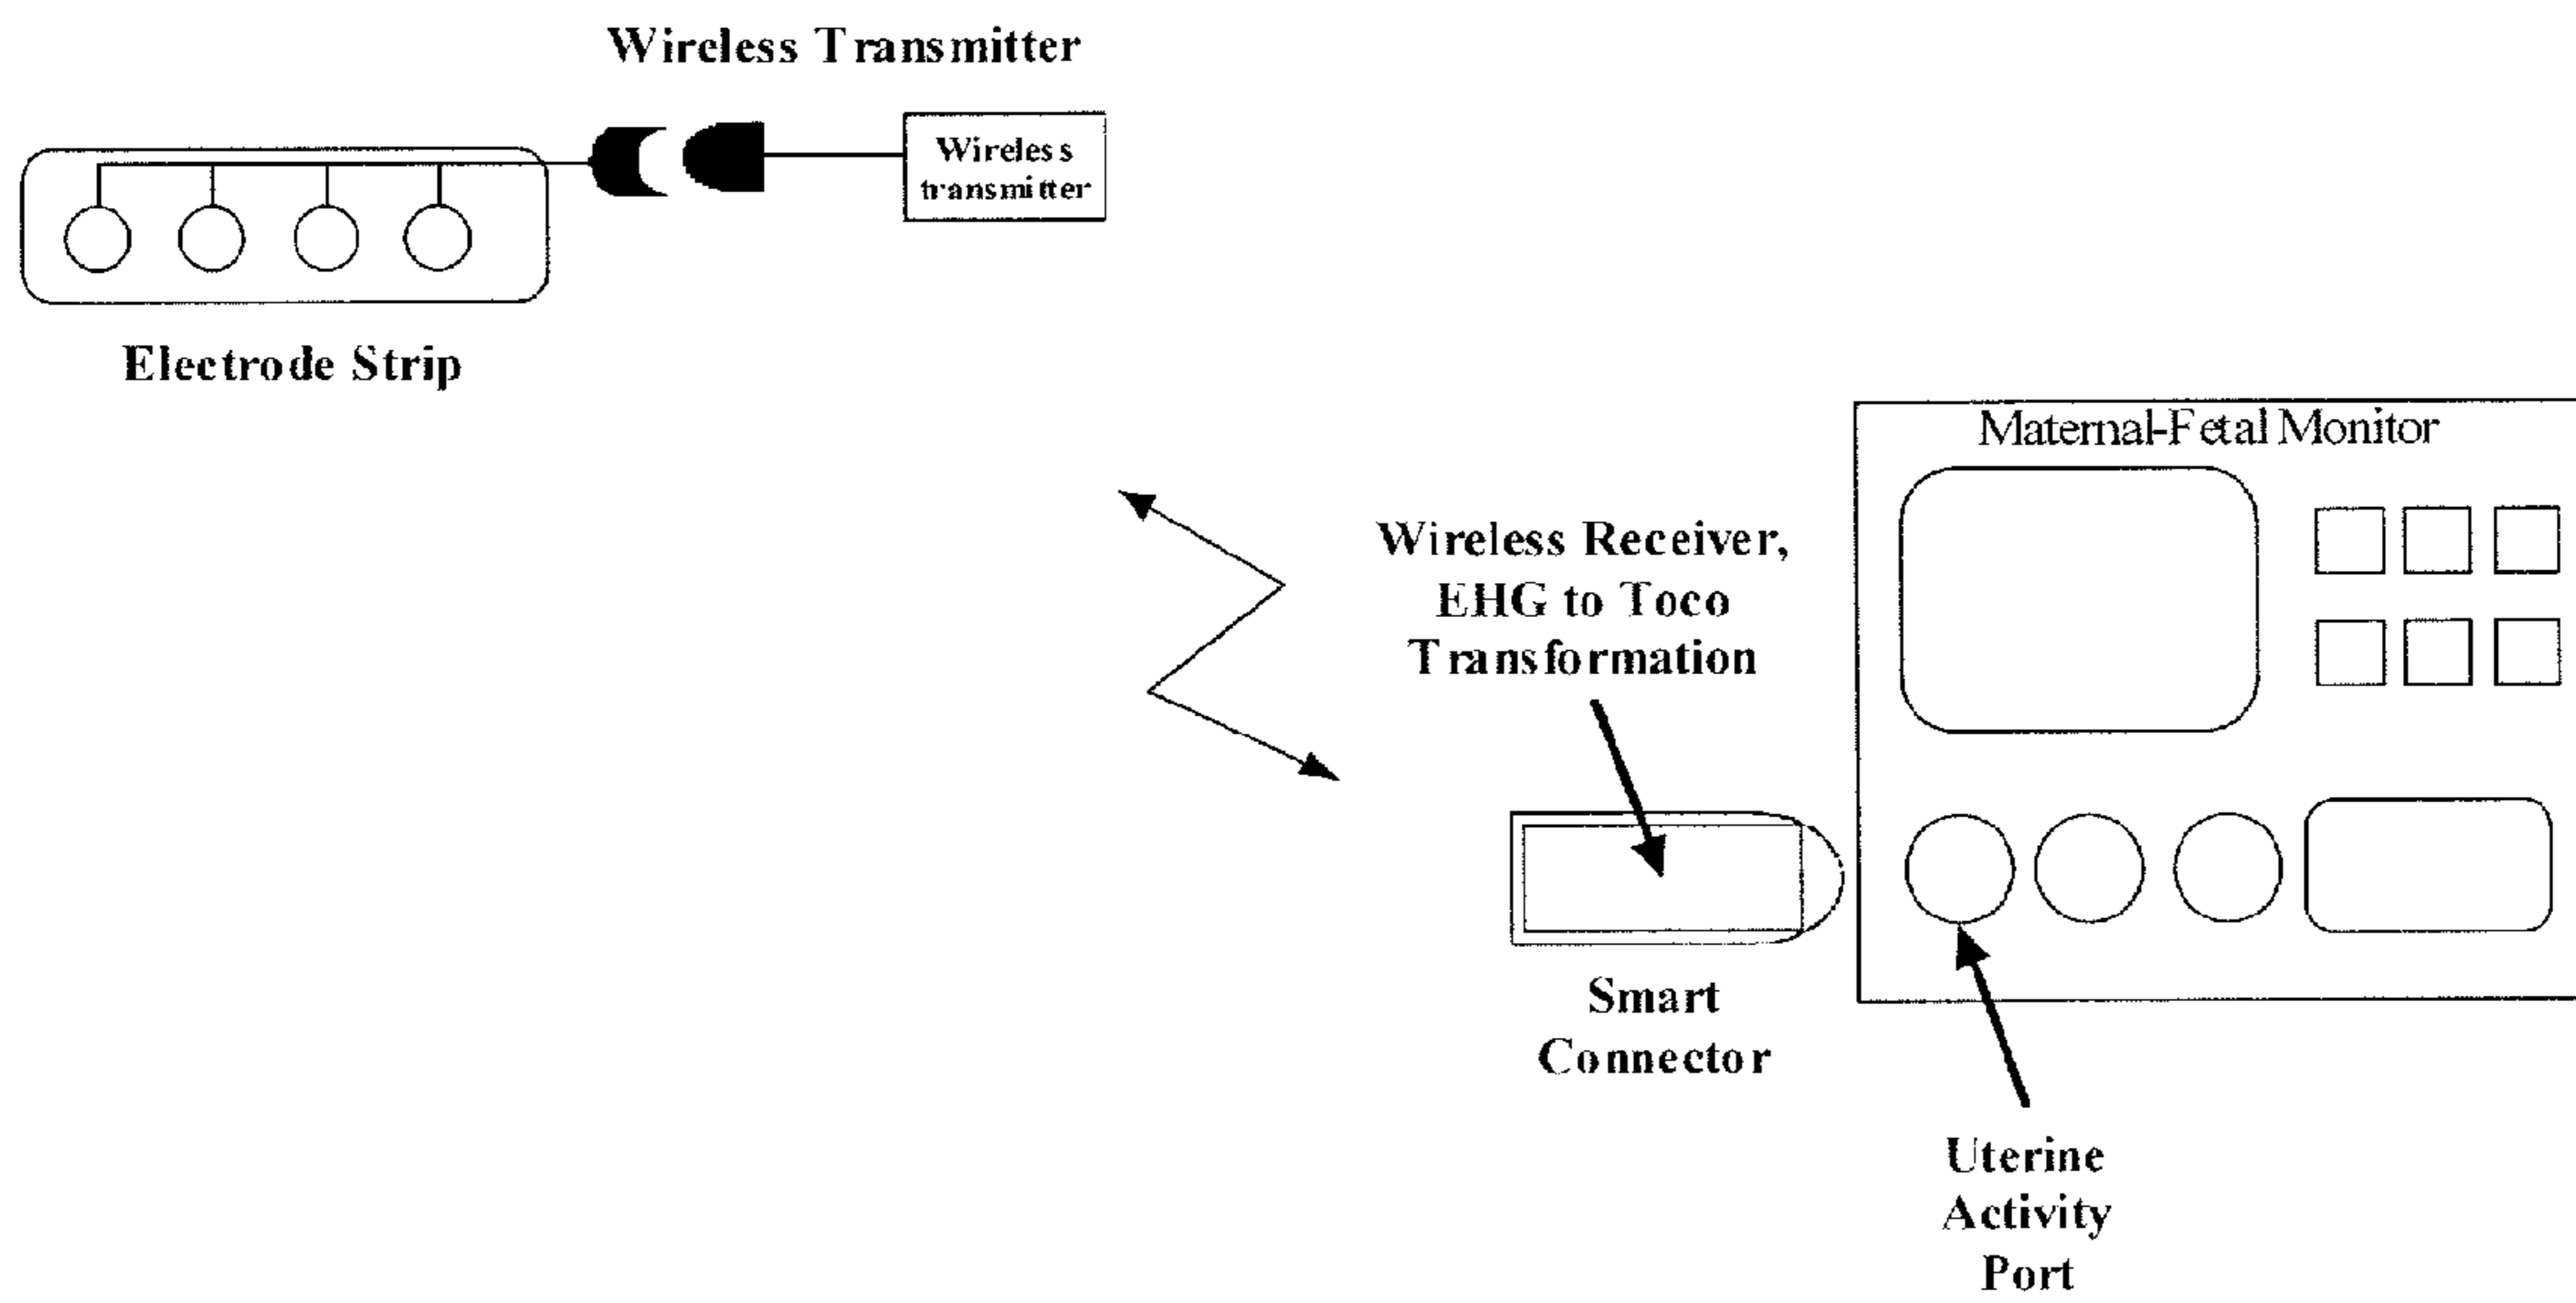 Wireless Transmitter
Wireless
transmitter
Electrode Strip
Maternal-Fetal Monitor
Wireless Receiver,
EHG to Toco
Transformation
Smart
Connector
Uterine
Activity
Port